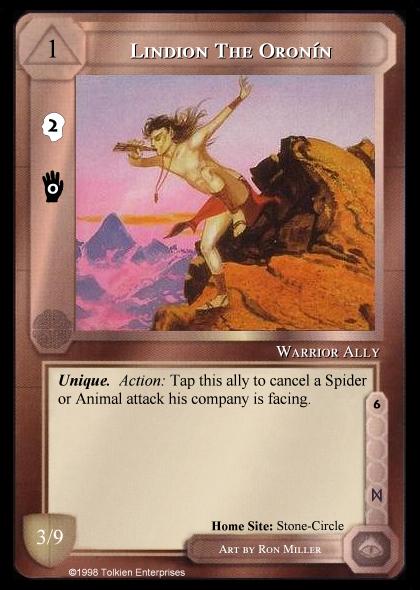 1
LINDION THE ORONÍN
2
0
WARRIOR ALLY
Unique. Action: Tap this ally to cancel a Spider
or Animal attack his company is facing.
6
ᛞ
Home Site: Stone-Circle
3/9
ART BY RON MILLER
©1998 Tolkien Enterprises